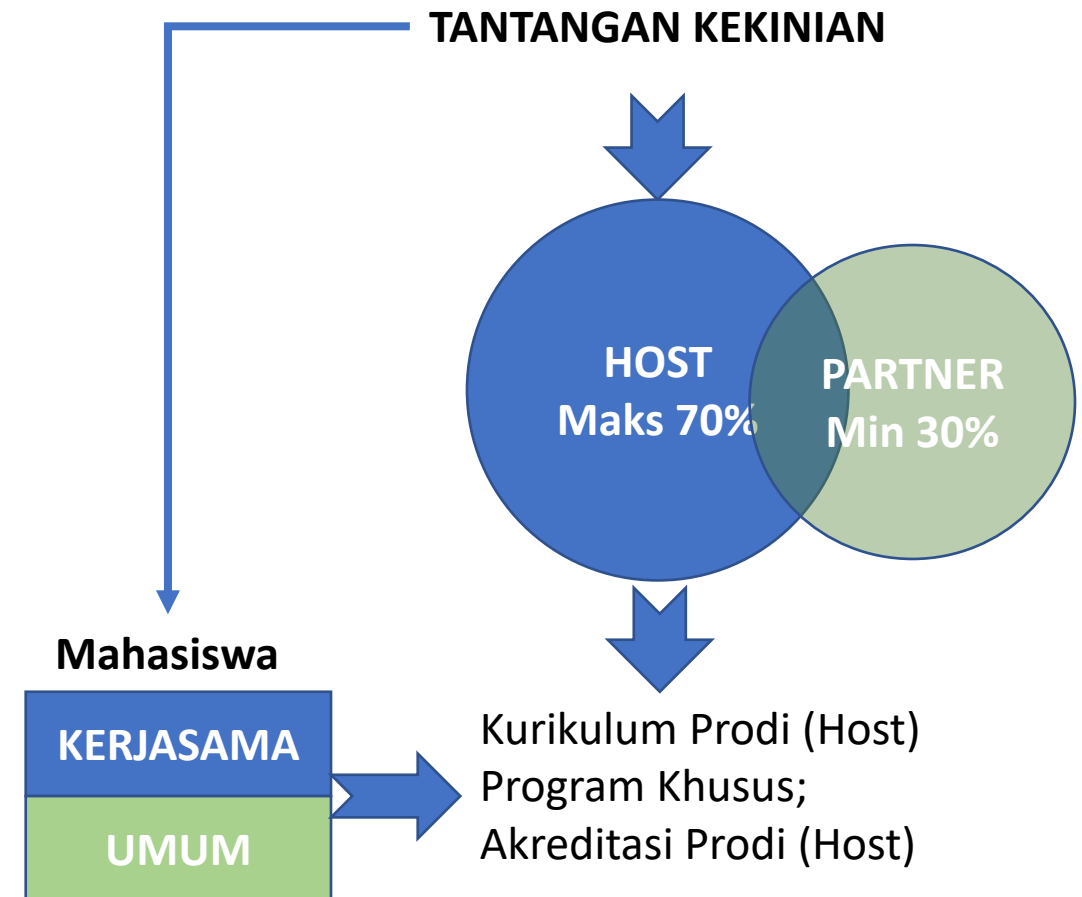 TANTANGAN KEKINIAN
HOST
Maks 70%
PARTNER
Min 30%
Mahasiswa
KERJASAMA
UMUM
Kurikulum Prodi (Host)
Program Khusus;
Akreditasi Prodi (Host)